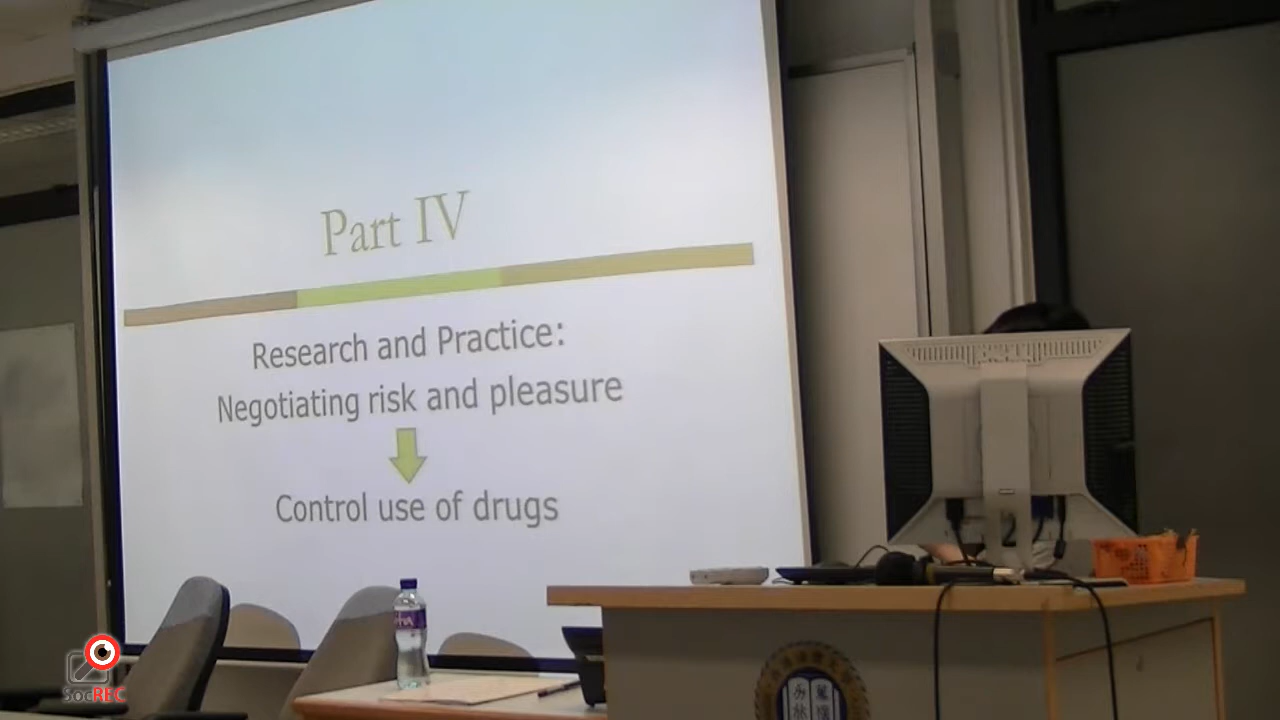 Part IV
Research and Practice:
Negotiating risk and pleasure
Control use of drugs
SocREC